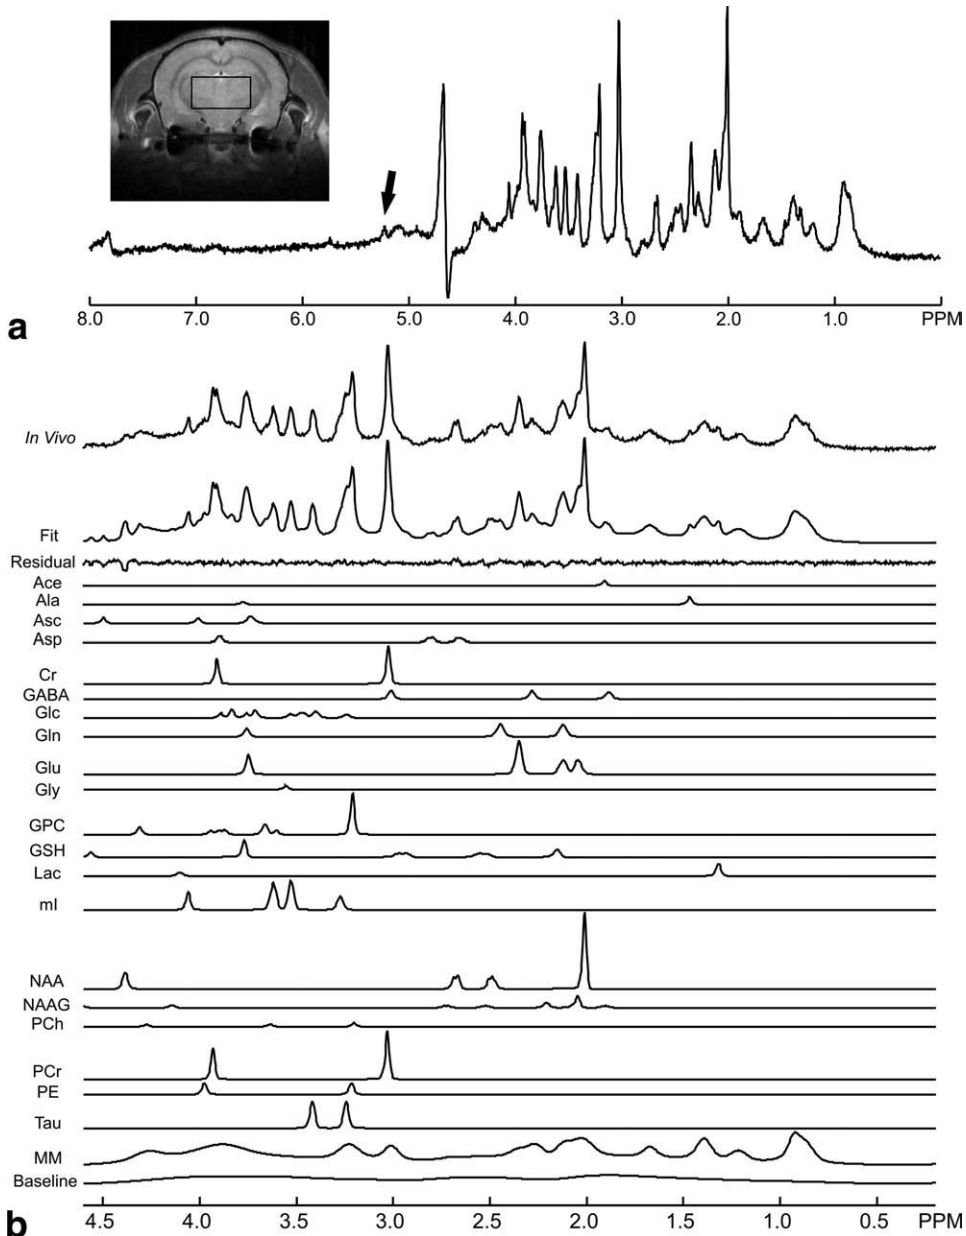 8.0 7.0 6.0 5.0 4.0 3.0 2.0 1.0 PPM
a
In Vivo
Fit
Residual
Ace
Ala
Asc
Asp
Cr
GABA
Glc
Gln
Glu
Gly
GPC
GSH
Lac
mI
NAA
NAAG
PCh
PCr
PE
Tau
MM
Baseline
4.5 4.0 3.5 3.0 2.5 2.0 1.5 1.0 0.5 PPM
b